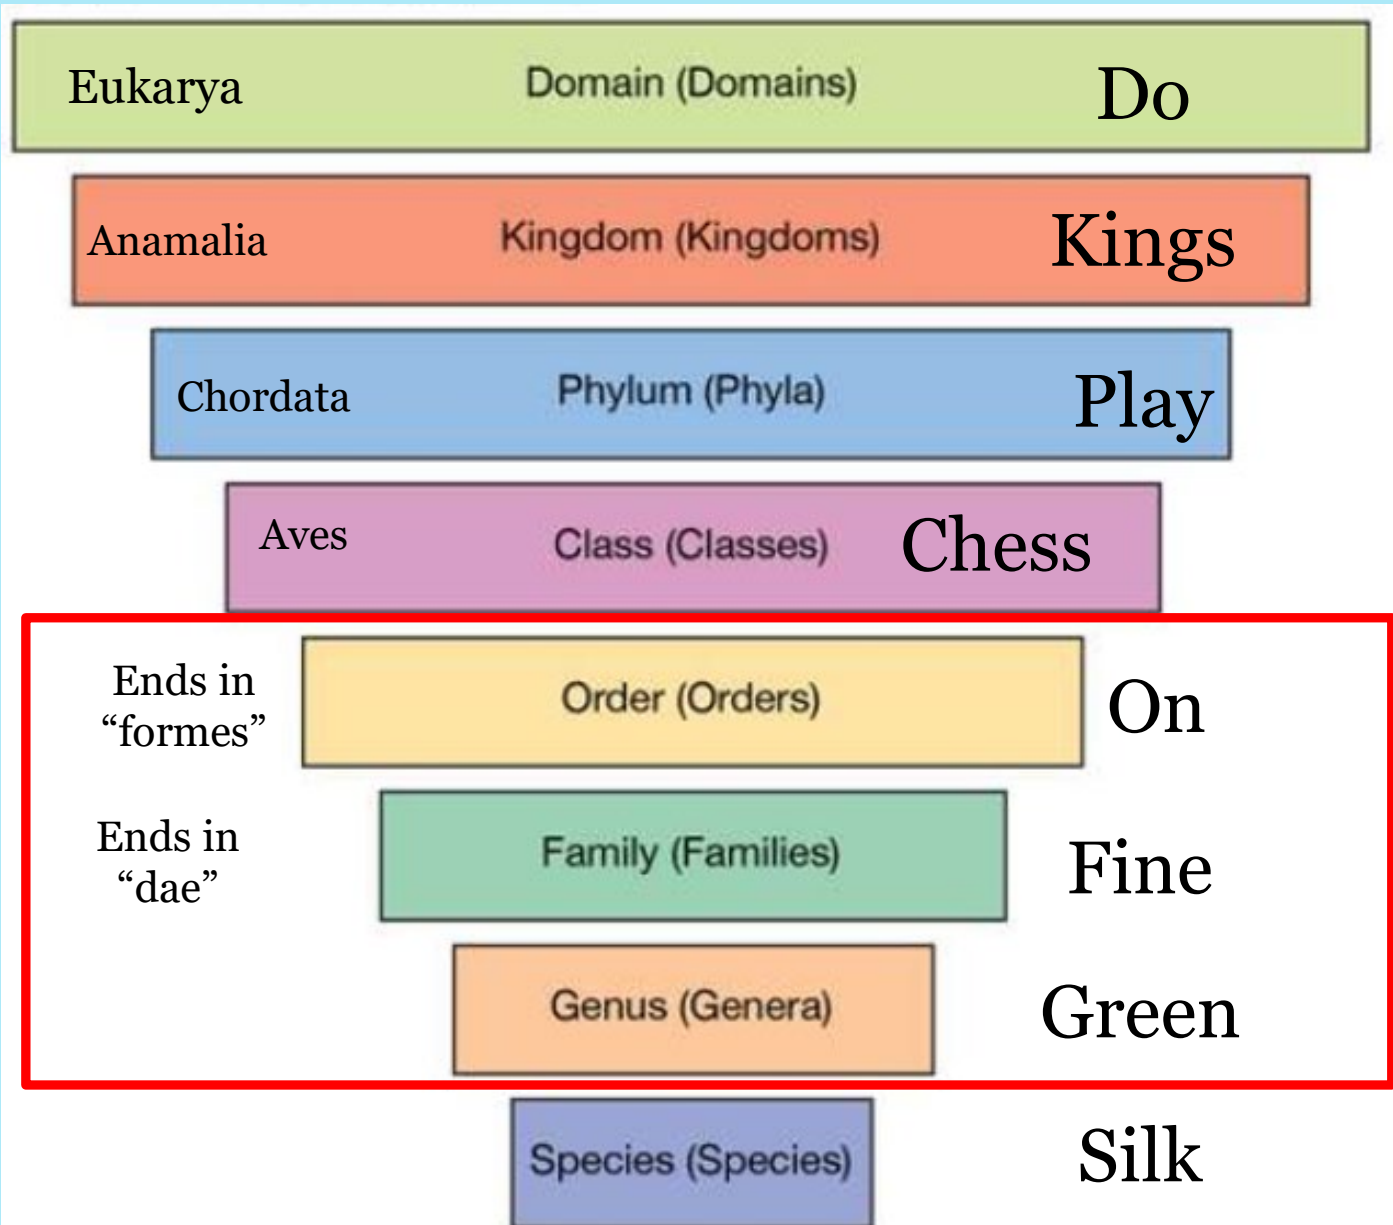 Eukarya Domain (Domains) Do
Anamalia Kingdom (Kingdoms) Kings
Chordata Phylum (Phyla) Play
Aves Class (Classes) Chess
Ends in
“formes”
Order (Orders) On
Ends in
“dae”
Family (Families) Fine
Genus (Genera) Green
Species (Species) Silk